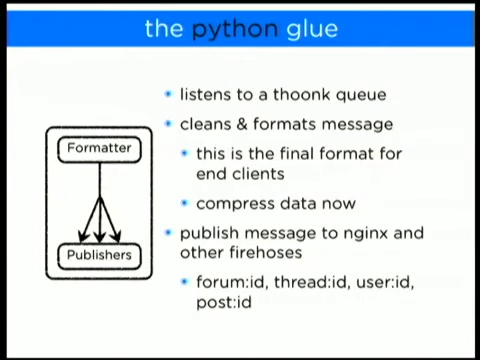 the python glue
listens to a thoonk queue
cleans & formats message
this is the final format for
end clients
compress data now
publish message to nginx and
other firehoses
forum:id, thread:id, user:id,
post:id
Formatter
Publishers